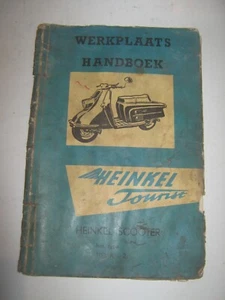 WERKPLAATS
HANDBOEK
HEINKEL
Tourist
HEINKEL SCOOTER